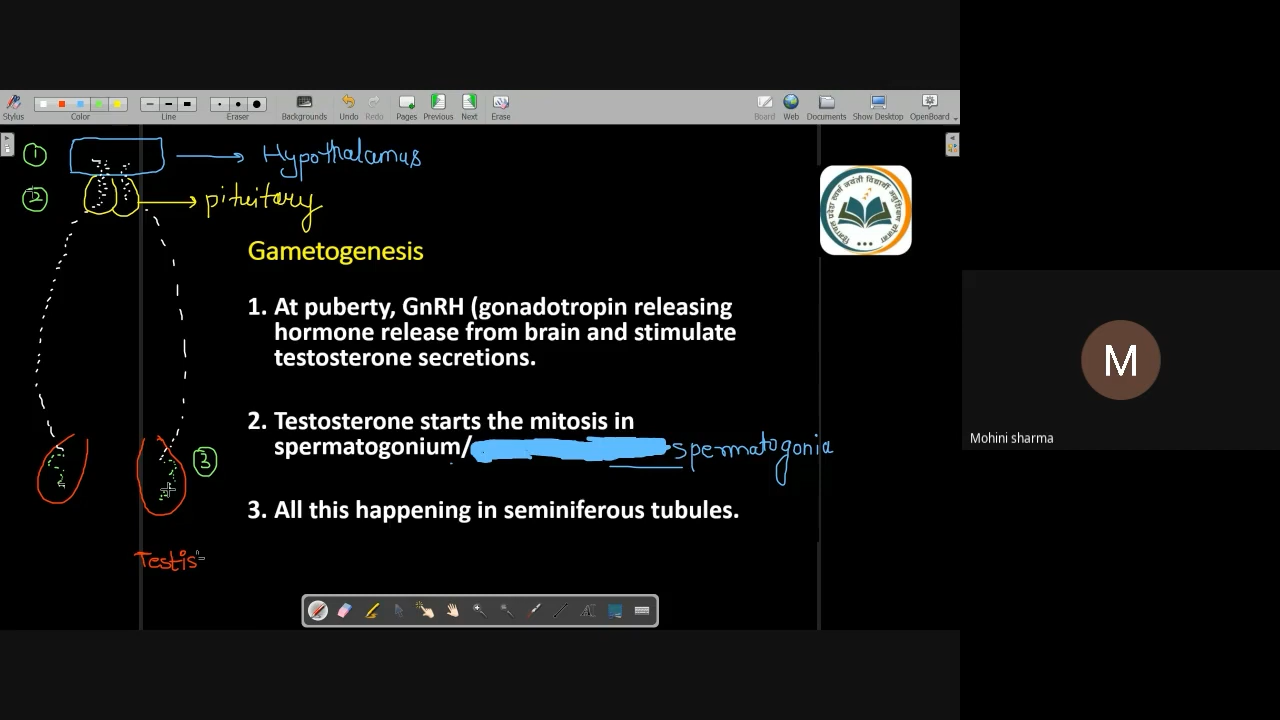 Stylus
Color
Line
Eraser
Backgrounds
Undo
Redo
Pages
Previous
Next
Erase
Board
Web
Documents
Show Desktop
OpenBoard
1
Hypothalamus
2
pituitary
Gametogenesis
1. At puberty, GnRH (gonadotropin releasing
hormone release from brain and stimulate
testosterone secretions.
2. Testosterone starts the mitosis in
spermatogonium/ spermatogonia
3
3. All this happening in seminiferous tubules.
Testis
M
Mohini sharma